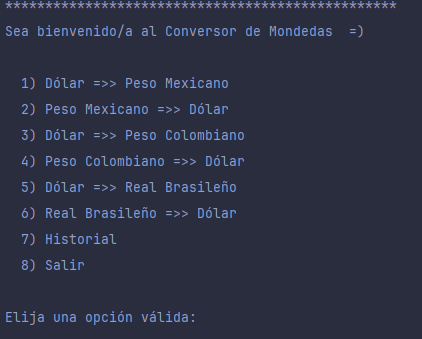 *************************************************
Sea bienvenido/a al Conversor de Mondedas  =)
1) Dólar =>> Peso Mexicano
2) Peso Mexicano =>> Dólar
3) Dólar =>> Peso Colombiano
4) Peso Colombiano =>> Dólar
5) Dólar =>> Real Brasileño
6) Real Brasileño =>> Dólar
7) Historial
8) Salir
Elija una opción válida: